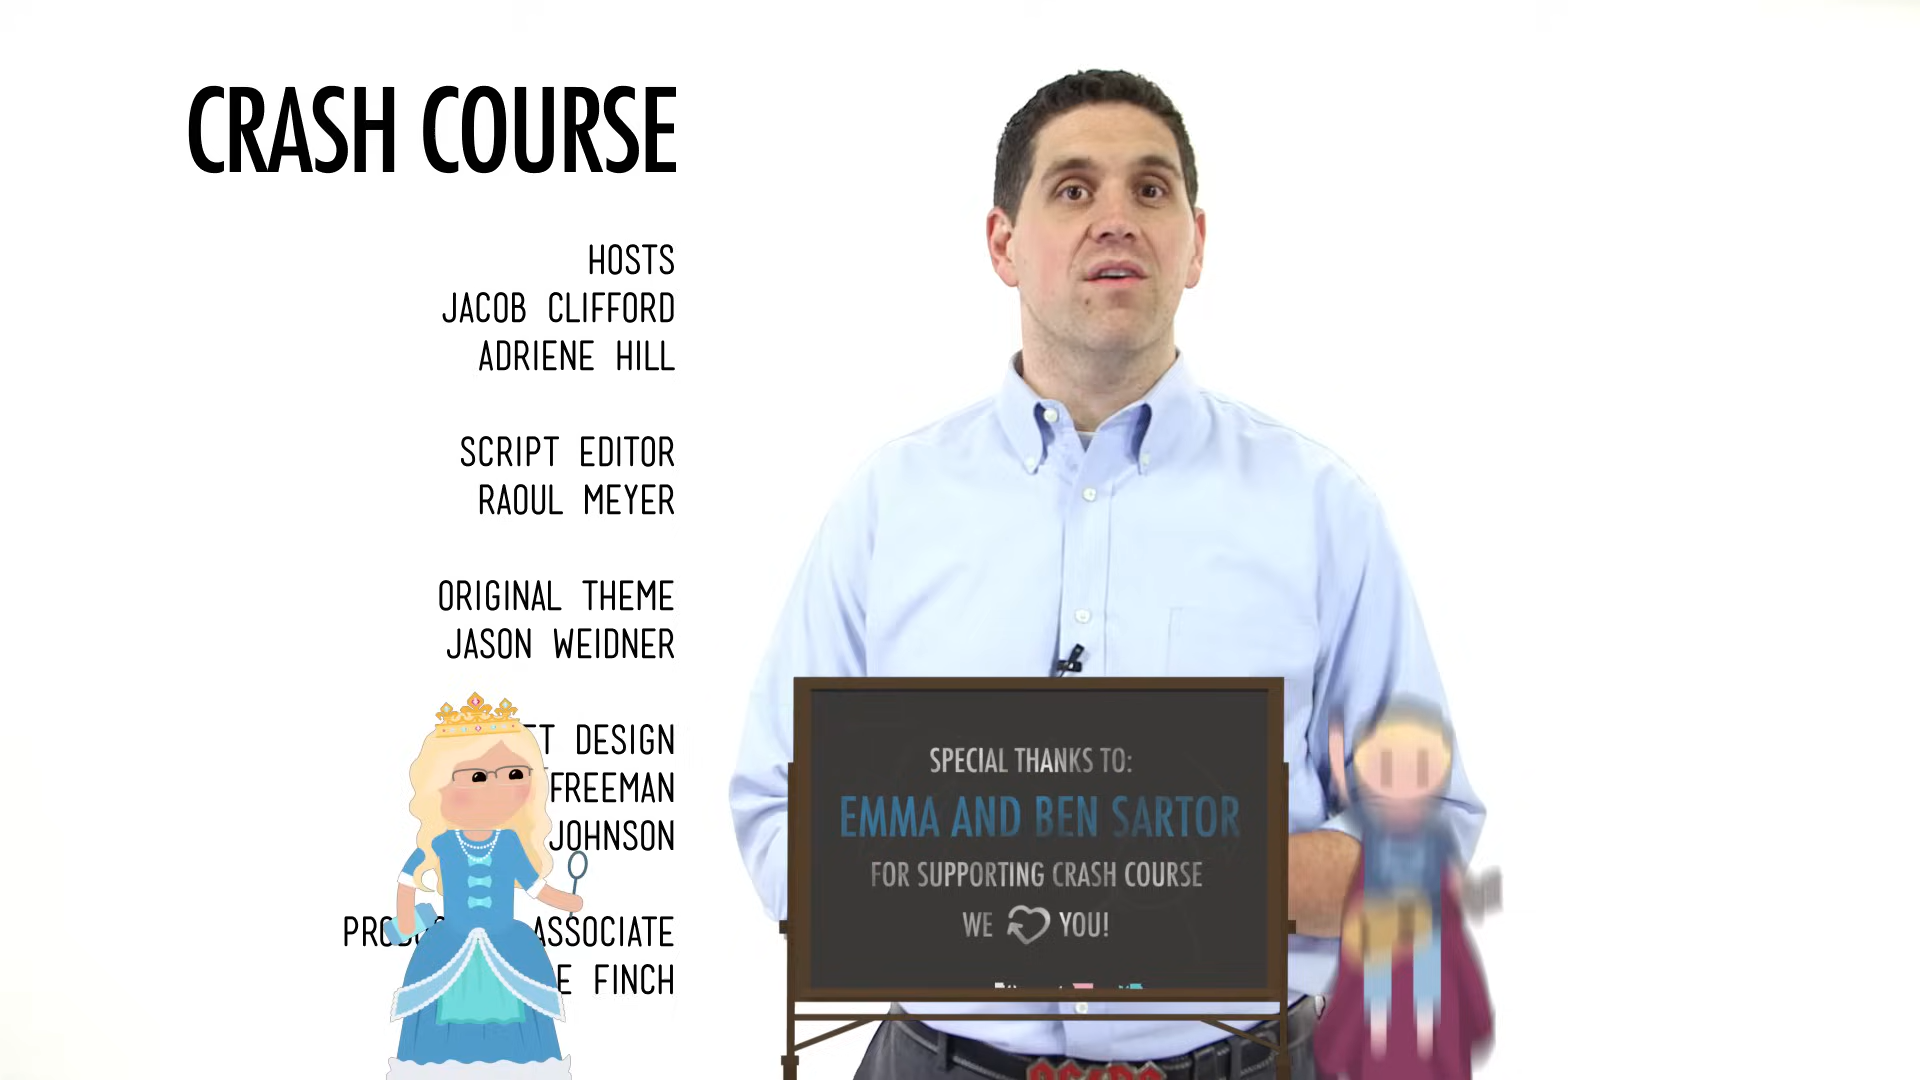 CRASH COURSE
HOSTS
JACOB CLIFFORD
ADRIENE HILL
SCRIPT EDITOR
RAOUL MEYER
ORIGINAL THEME
JASON WEIDNER
DESIGN
FREEMAN
JOHNSON
ASSOCIATE
FINCH
SPECIAL THANKS TO:
EMMA AND BEN SARTOR
FOR SUPPORTING CRASH COURSE
WE YOU!